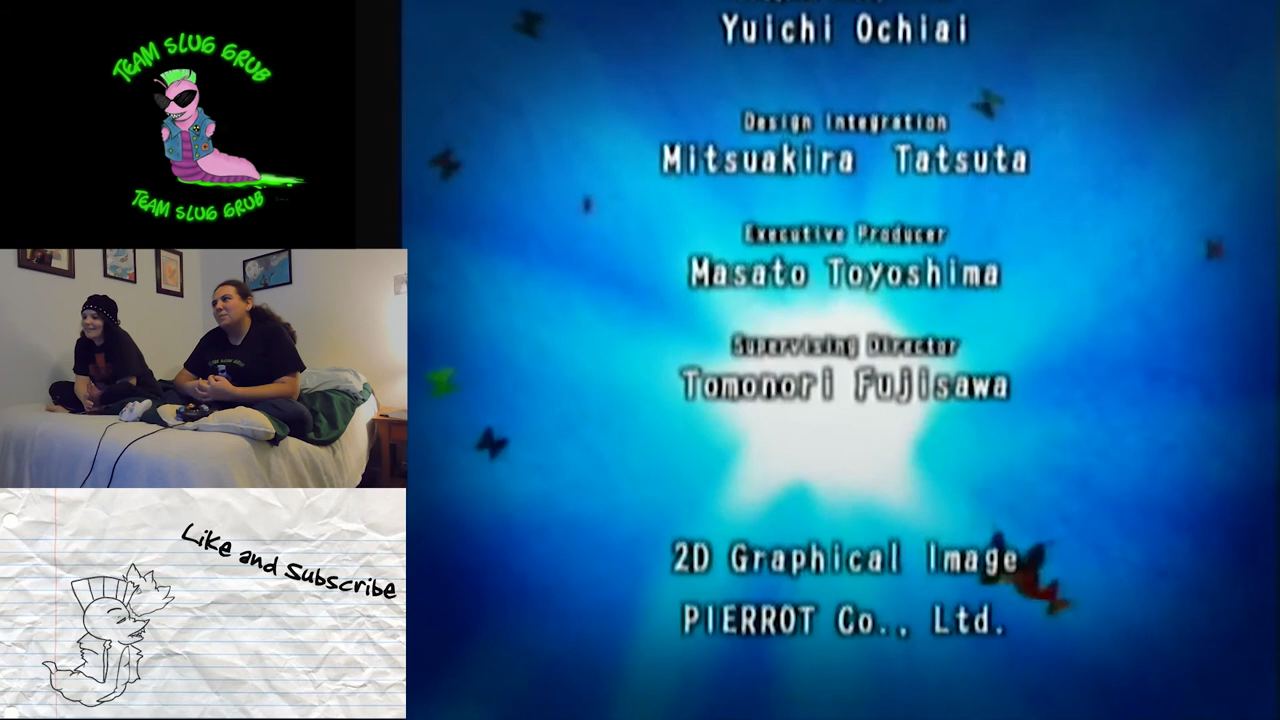 TEAM SLUG GRUB
TEAM SLUG GRUB
Like and Subscribe
Yuichi Ochiai
Design Integration
Mitsuakira Tatsuta
Executive Producer
Masato Toyoshima
Supervising Director
Tomonori Fujisawa
2D Graphical Image
PIERROT Co., Ltd.